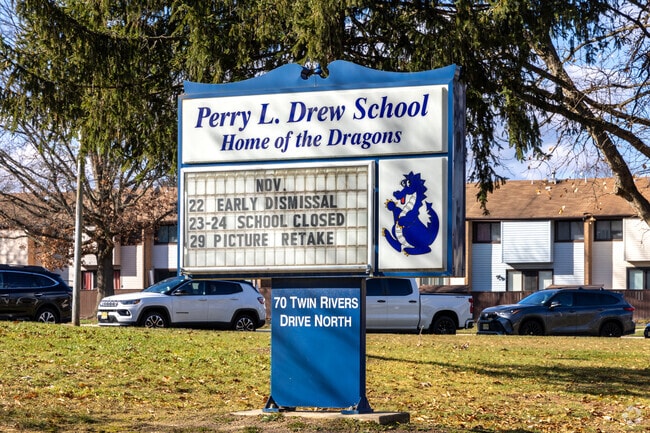 Perry L. Drew School
Home of the Dragons
NOV.
22 EARLY DISMISSAL
23-24 SCHOOL CLOSED
29 PICTURE RETAKE
70 TWIN RIVERS
DRIVE NORTH